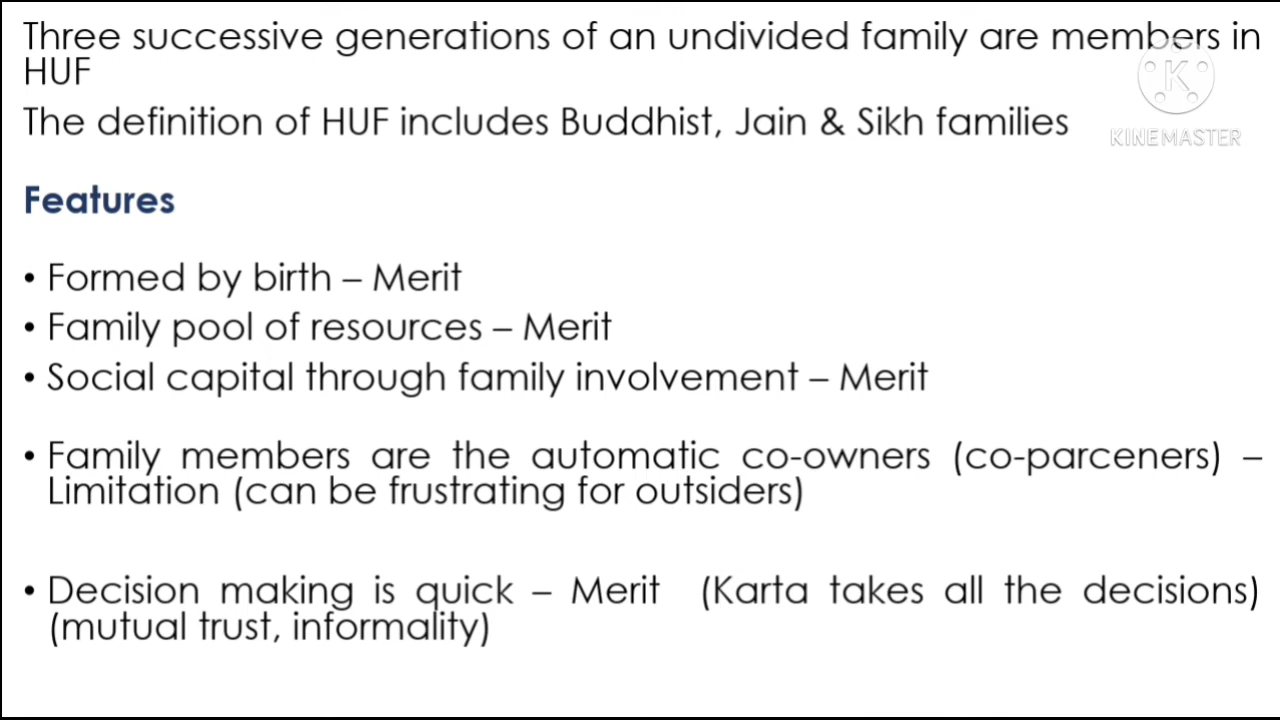 Three successive generations of an undivided family are members in
HUF
The definition of HUF includes Buddhist, Jain & Sikh families
K
KINEMASTER
Features
• Formed by birth – Merit
• Family pool of resources – Merit
• Social capital through family involvement – Merit
• Family members are the automatic co-owners (co-parceners) –
Limitation (can be frustrating for outsiders)
• Decision making is quick – Merit (Karta takes all the decisions)
(mutual trust, informality)